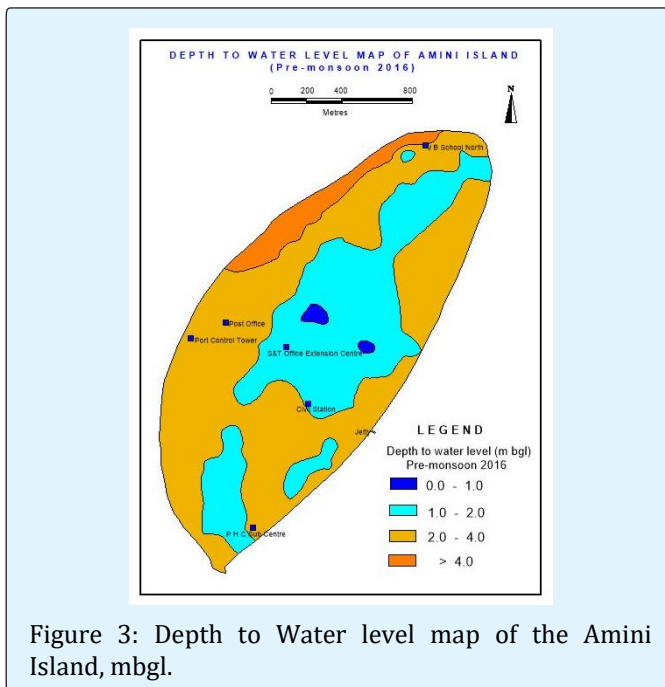 DEPTH TO WATER LEVEL MAP OF AMINI ISLAND
(Pre-monsoon 2016)
0 200 400 800
Metres
N
J B School North
Post Office
Port Control Tower
S&T Office Extension Centre
Civil Station
Jetty
P H C Sub Centre
LEGEND
Depth to water level (m bgl)
Pre-monsoon 2016
0.0 - 1.0
1.0 - 2.0
2.0 - 4.0
> 4.0
Figure 3: Depth to Water level map of the Amini
Island, mbgl.